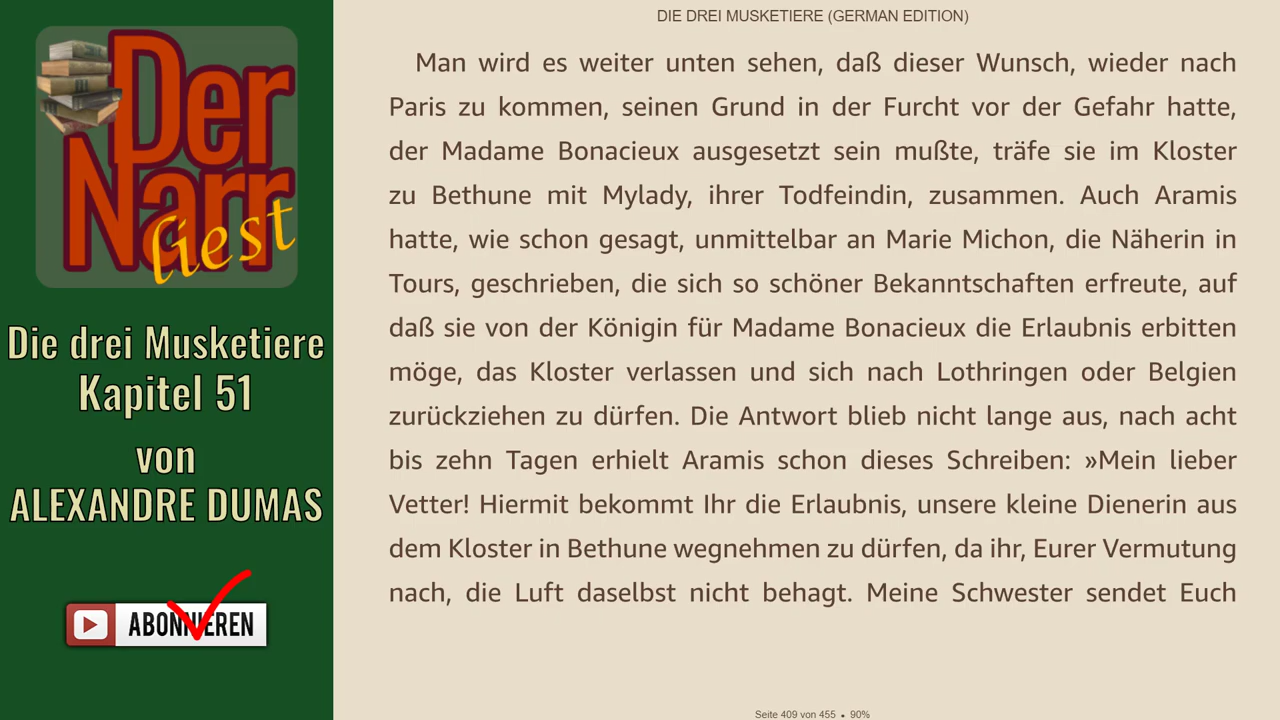 Der
Narr
liest
Die drei Musketiere
Kapitel 51
von
ALEXANDRE DUMAS
ABONNIEREN
DIE DREI MUSKETIERE (GERMAN EDITION)
Man wird es weiter unten sehen, daß dieser Wunsch, wieder nach
Paris zu kommen, seinen Grund in der Furcht vor der Gefahr hatte,
der Madame Bonacieux ausgesetzt sein mußte, träfe sie im Kloster
zu Bethune mit Mylady, ihrer Todfeindin, zusammen. Auch Aramis
hatte, wie schon gesagt, unmittelbar an Marie Michon, die Näherin in
Tours, geschrieben, die sich so schöner Bekanntschaften erfreute, auf
daß sie von der Königin für Madame Bonacieux die Erlaubnis erbitten
möge, das Kloster verlassen und sich nach Lothringen oder Belgien
zurückziehen zu dürfen. Die Antwort blieb nicht lange aus, nach acht
bis zehn Tagen erhielt Aramis schon dieses Schreiben: »Mein lieber
Vetter! Hiermit bekommt Ihr die Erlaubnis, unsere kleine Dienerin aus
dem Kloster in Bethune wegnehmen zu dürfen, da ihr, Eurer Vermutung
nach, die Luft daselbst nicht behagt. Meine Schwester sendet Euch
Seite 409 von 455 • 90%